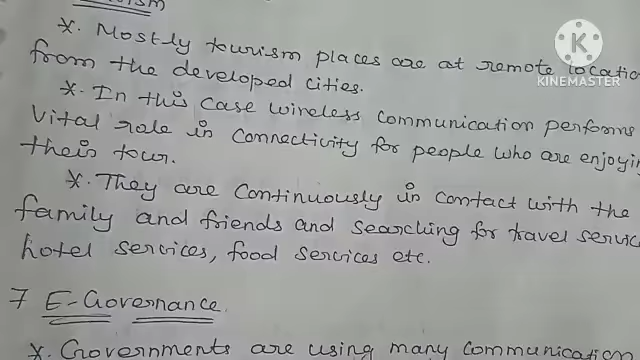 *. Mostly tourism places are at remote locatio
from the developed cities.
*. In this case wireless communication performs
Vital role in connectivity for people who are enjoyin
their tour.
*. They are continuously in contact with the
family and friends and searching for travel servic
hotel services, food services etc.
7 E-Governance.
*. Governments are using many communication
KINEMASTER